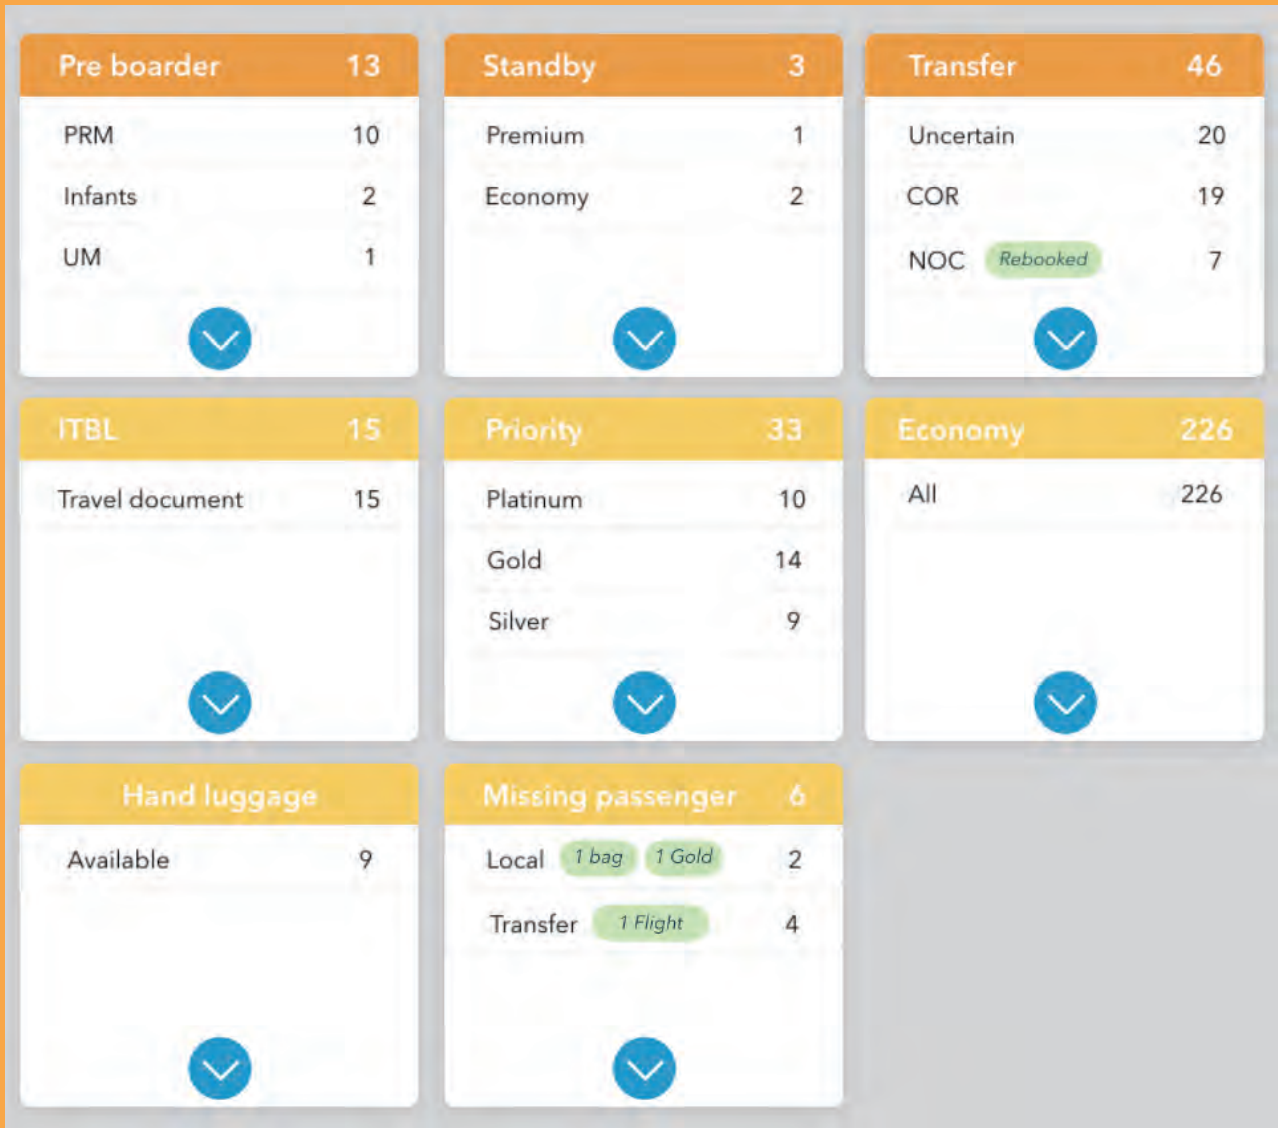 Pre boarder 13
PRM 10
Infants 2
UM 1
Standby 3
Premium 1
Economy 2
Transfer 46
Uncertain 20
COR 19
NOC Rebooked 7
ITBL 15
Travel document 15
Priority 33
Platinum 10
Gold 14
Silver 9
Economy 226
All 226
Hand luggage
Available 9
Missing passenger 6
Local 1 bag 1 Gold 2
Transfer 1 Flight 4